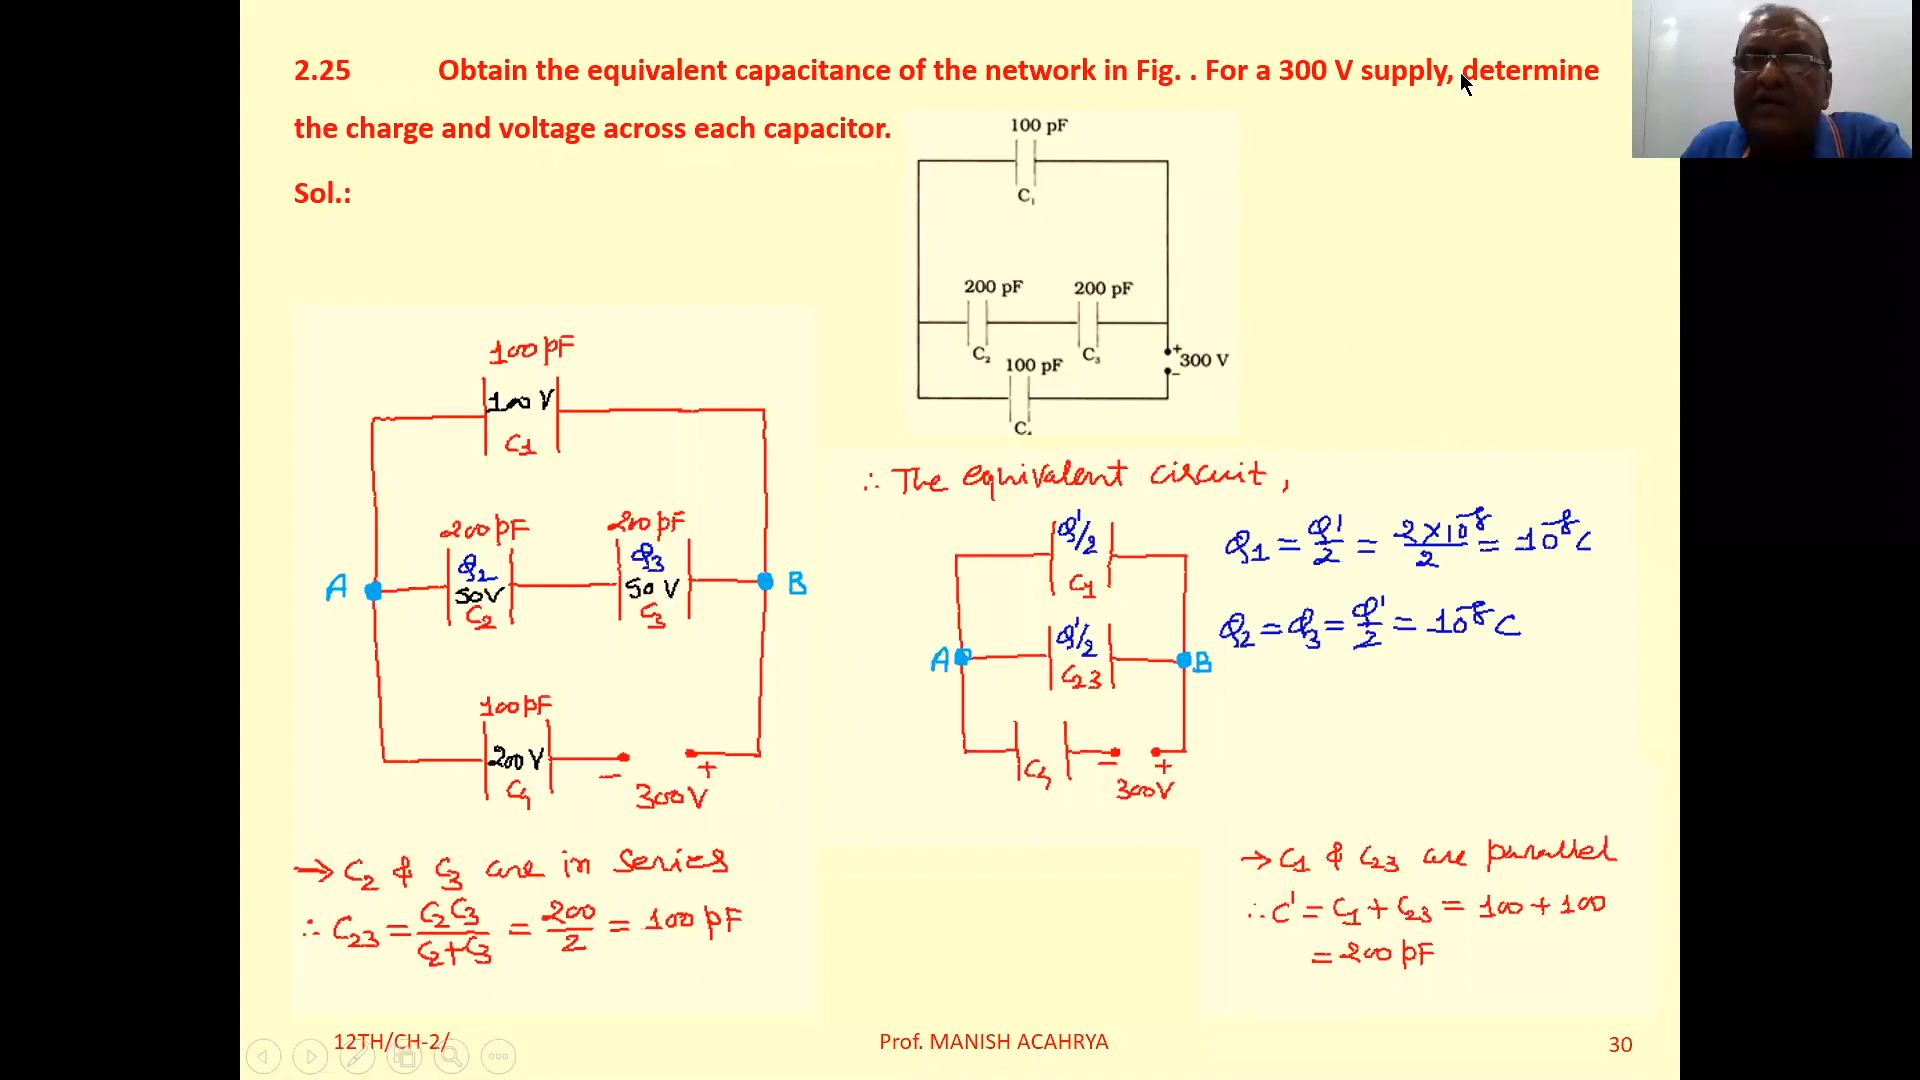 2.25 Obtain the equivalent capacitance of the network in Fig. . For a 300 V supply, determine
the charge and voltage across each capacitor.
Sol.:
100 pF
C₁
200 pF 200 pF
C₂ C₃
100 pF
+
300 V
-
C₄
100 pF
100 V
C1
200 pF 200 pF
Q2 Q3
A 50V 50 V B
C2 C3
100 pF
200 V
C4
- +
300V
→ C2 & C3 are in series
∴ C23 = C2C3 / C2+C3 = 200/2 = 100 pF
∴ The equivalent circuit,
Q'/2
C1
Q'/2
A B
C23
C4
- +
300V
Q1 = Q'/2 = 2×10⁻⁸/2 = 10⁻⁸ C
Q2 = Q3 = Q'/2 = 10⁻⁸ C
→ C1 & C23 are parallel
∴ C' = C1 + C23 = 100 + 100
= 200 pF
12TH/CH-2/ Prof. MANISH ACAHRYA 30